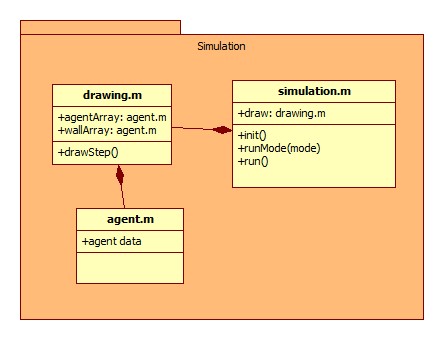 Simulation
drawing.m
+agentArray: agent.m
+wallArray: agent.m
+drawStep()
simulation.m
+draw: drawing.m
+init()
+runMode(mode)
+run()
agent.m
+agent data